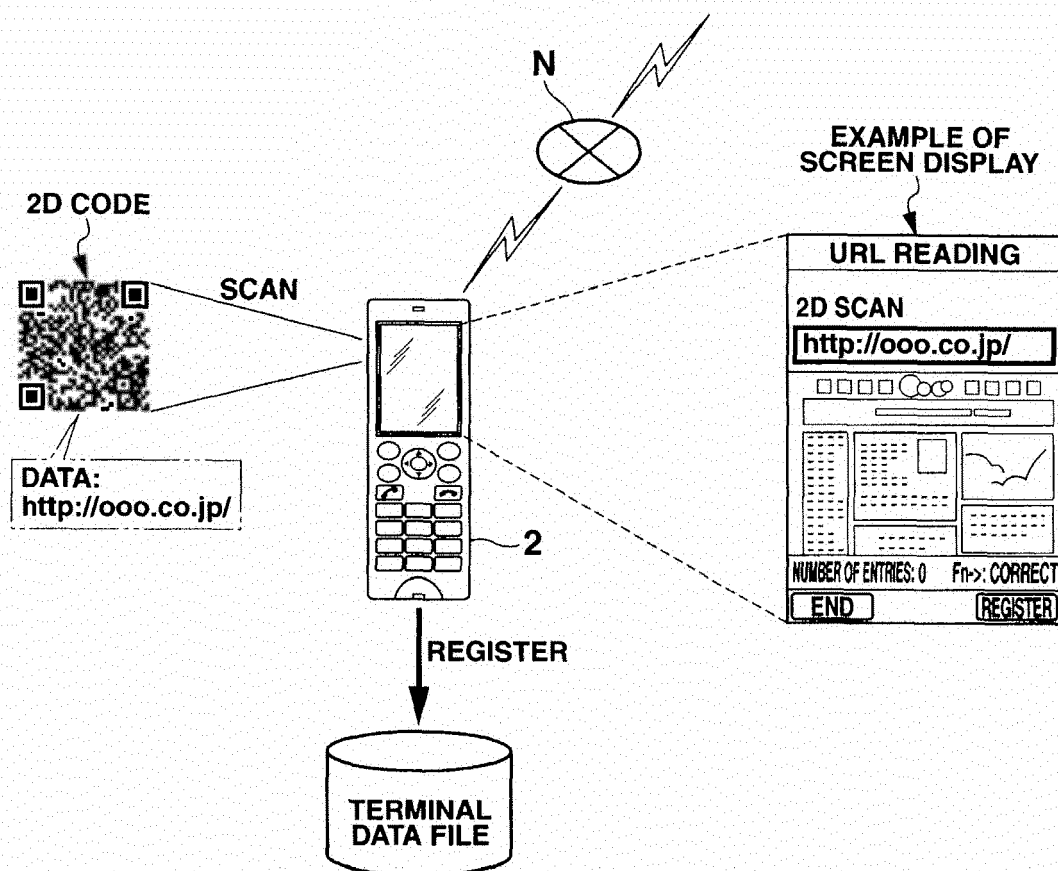 N
EXAMPLE OF
SCREEN DISPLAY
2D CODE
SCAN
URL READING
2D SCAN
http://ooo.co.jp/
DATA:
http://ooo.co.jp/
2
NUMBER OF ENTRIES: 0 Fn->: CORRECT
END REGISTER
REGISTER
TERMINAL
DATA FILE